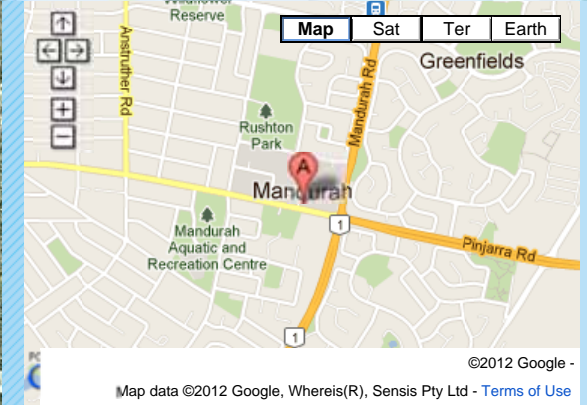 Reserve
Map Sat Ter Earth
Anstruther Rd
Mandurah Rd
Greenfields
Rushton
Park
A
Mandurah
1
Mandurah
Aquatic and
Recreation Centre
Pinjarra Rd
1
©2012 Google -
Map data ©2012 Google, Whereis(R), Sensis Pty Ltd - Terms of Use